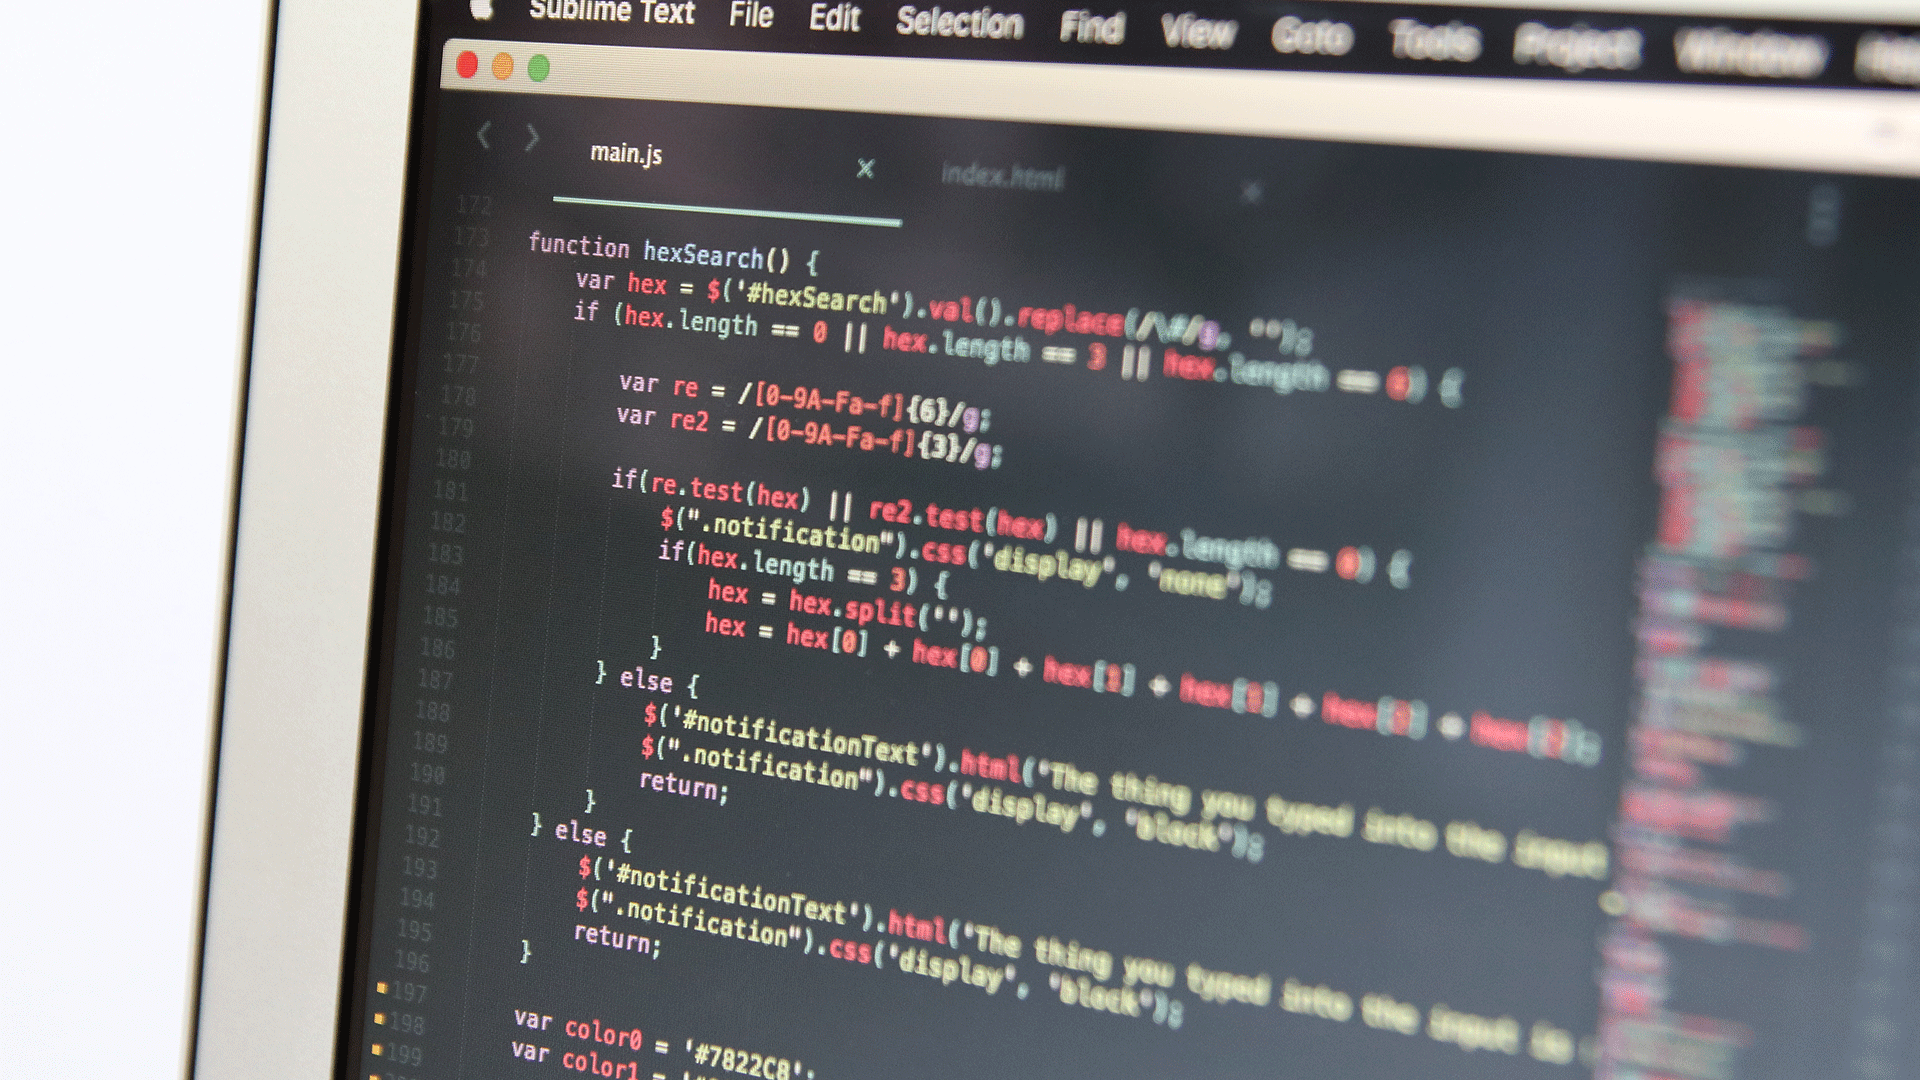 Sublime Text File Edit Selection Find View Goto Tools Project Window
main.js index.html
172
173 function hexSearch() {
174 var hex = $('#hexSearch').val().replace(/\#/g, '');
175 if (hex.length == 0 || hex.length == 3 || hex.length == 6) {
176
177 var re = /[0-9A-Fa-f]{6}/g;
178 var re2 = /[0-9A-Fa-f]{3}/g;
179
180 if(re.test(hex) || re2.test(hex) || hex.length == 0) {
181 $(".notification").css('display', 'none');
182 if(hex.length == 3) {
183 hex = hex.split('');
184 hex = hex[0] + hex[0] + hex[1] + hex[1] + hex[2] + hex[2];
185 }
186 } else {
187 $('#notificationText').html('The thing you typed into the input
188 $(".notification").css('display', 'block');
189 return;
190 }
191 } else {
192 $('#notificationText').html('The thing you typed into the input is
193 $(".notification").css('display', 'block');
194 return;
195 }
196
197 var color0 = '#7822C8';
198 var color1 =
199